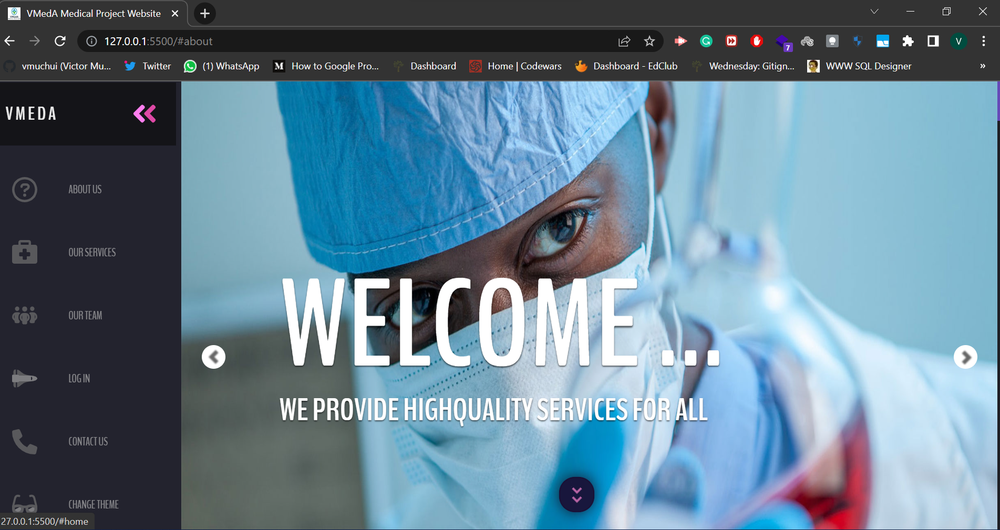 VMedA Medical Project Website
127.0.0.1:5500/#about
7
V
vmuchui (Victor Mu...
Twitter
(1) WhatsApp
M
How to Google Pro...
Dashboard
Home | Codewars
Dashboard - EdClub
Wednesday: Gitign...
WWW SQL Designer
»
VMEDA
ABOUT US
OUR SERVICES
OUR TEAM
LOG IN
CONTACT US
CHANGE THEME
WELCOME ...
WE PROVIDE HIGHQUALITY SERVICES FOR ALL
27.0.0.1:5500/#home